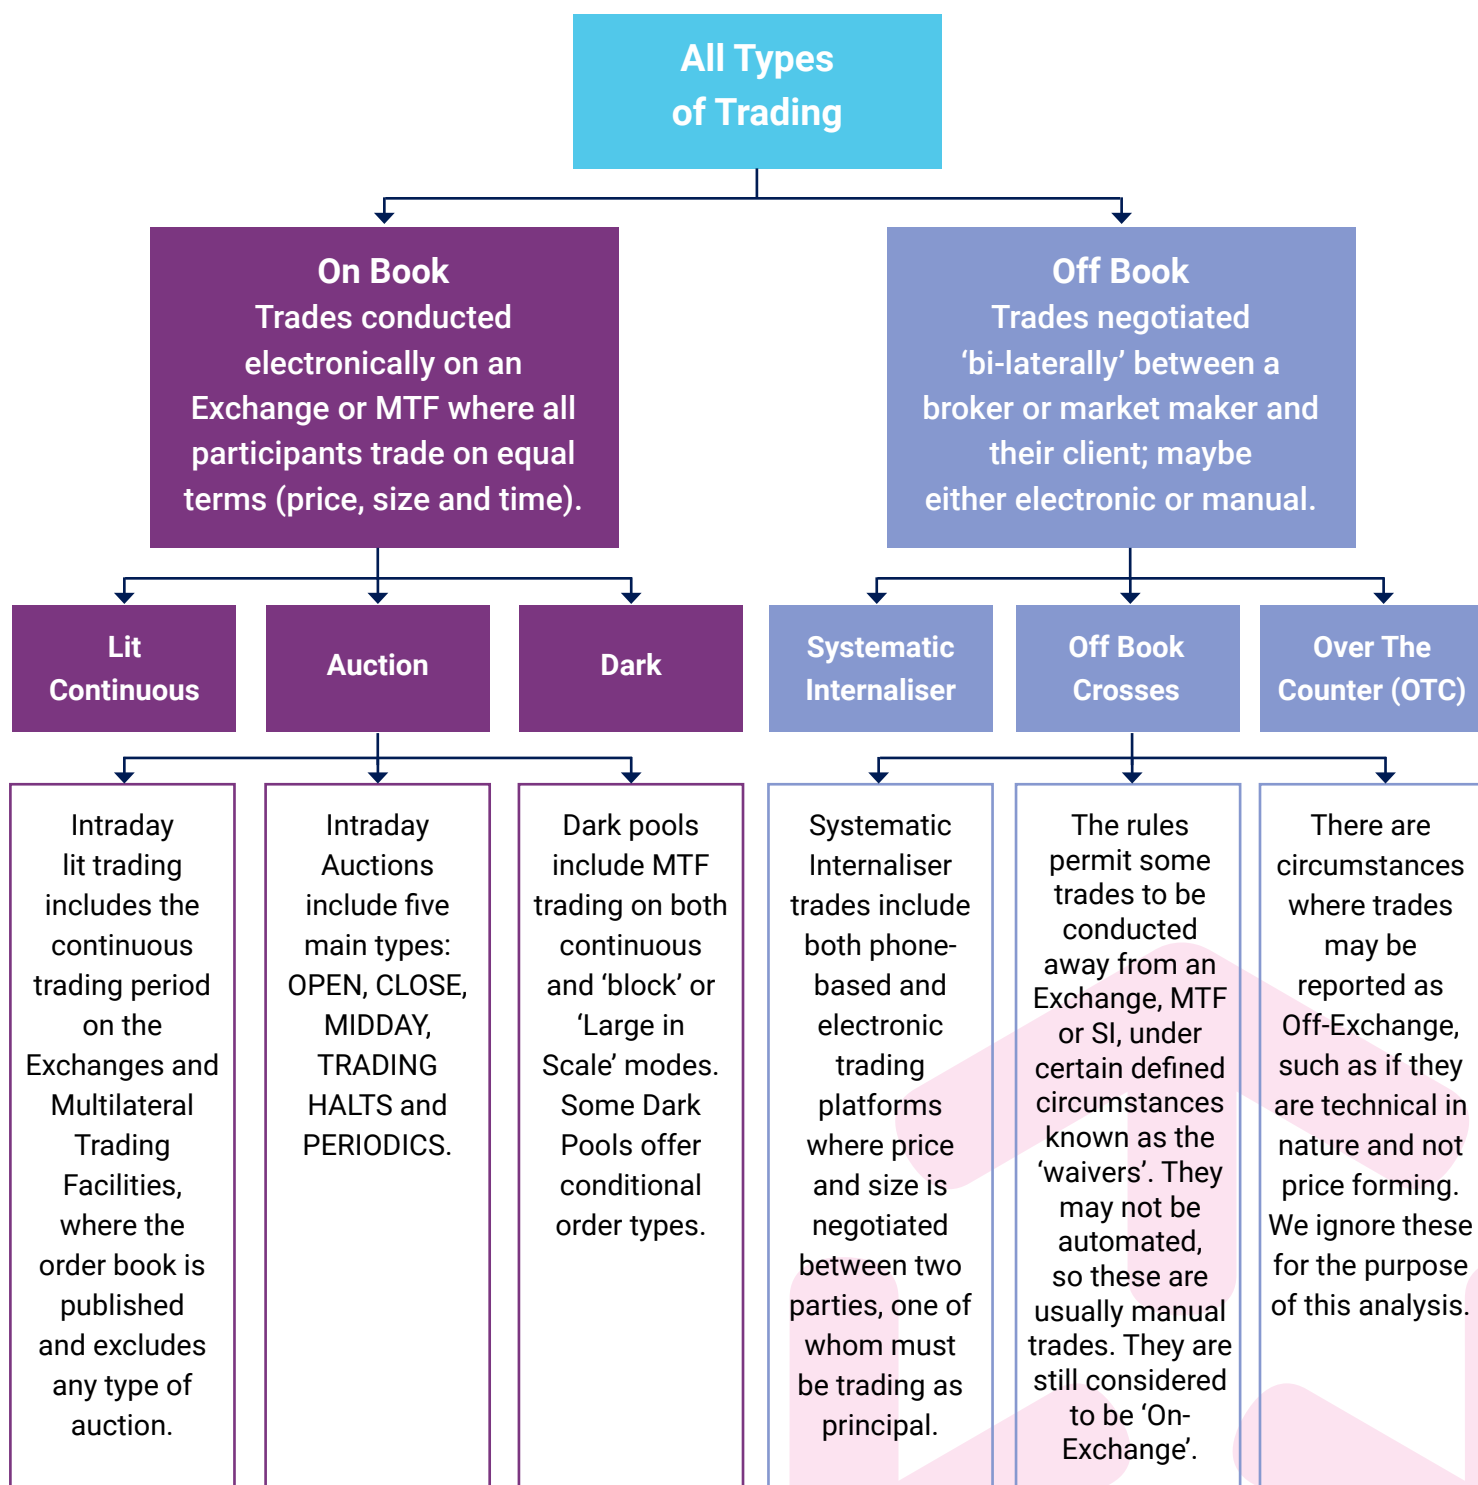 All Types
of Trading
On Book
Trades conducted
electronically on an
Exchange or MTF where all
participants trade on equal
terms (price, size and time).
Off Book
Trades negotiated
‘bi-laterally’ between a
broker or market maker and
their client; maybe
either electronic or manual.
Lit
Continuous
Auction
Dark
Systematic
Internaliser
Off Book
Crosses
Over The
Counter (OTC)
Intraday
lit trading
includes the
continuous
trading period
on the
Exchanges and
Multilateral
Trading
Facilities,
where the
order book is
published
and excludes
any type of
auction.
Intraday
Auctions
include five
main types:
OPEN, CLOSE,
MIDDAY,
TRADING
HALTS and
PERIODICS.
Dark pools
include MTF
trading on both
continuous
and ‘block’ or
‘Large in
Scale’ modes.
Some Dark
Pools offer
conditional
order types.
Systematic
Internaliser
trades include
both phone-
based and
electronic
trading
platforms
where price
and size is
negotiated
between two
parties, one of
whom must
be trading as
principal.
The rules
permit some
trades to be
conducted
away from an
Exchange, MTF
or SI, under
certain defined
circumstances
known as the
‘waivers’. They
may not be
automated,
so these are
usually manual
trades. They are
still considered
to be ‘On-
Exchange’.
There are
circumstances
where trades
may be
reported as
Off-Exchange,
such as if they
are technical in
nature and not
price forming.
We ignore these
for the purpose
of this analysis.